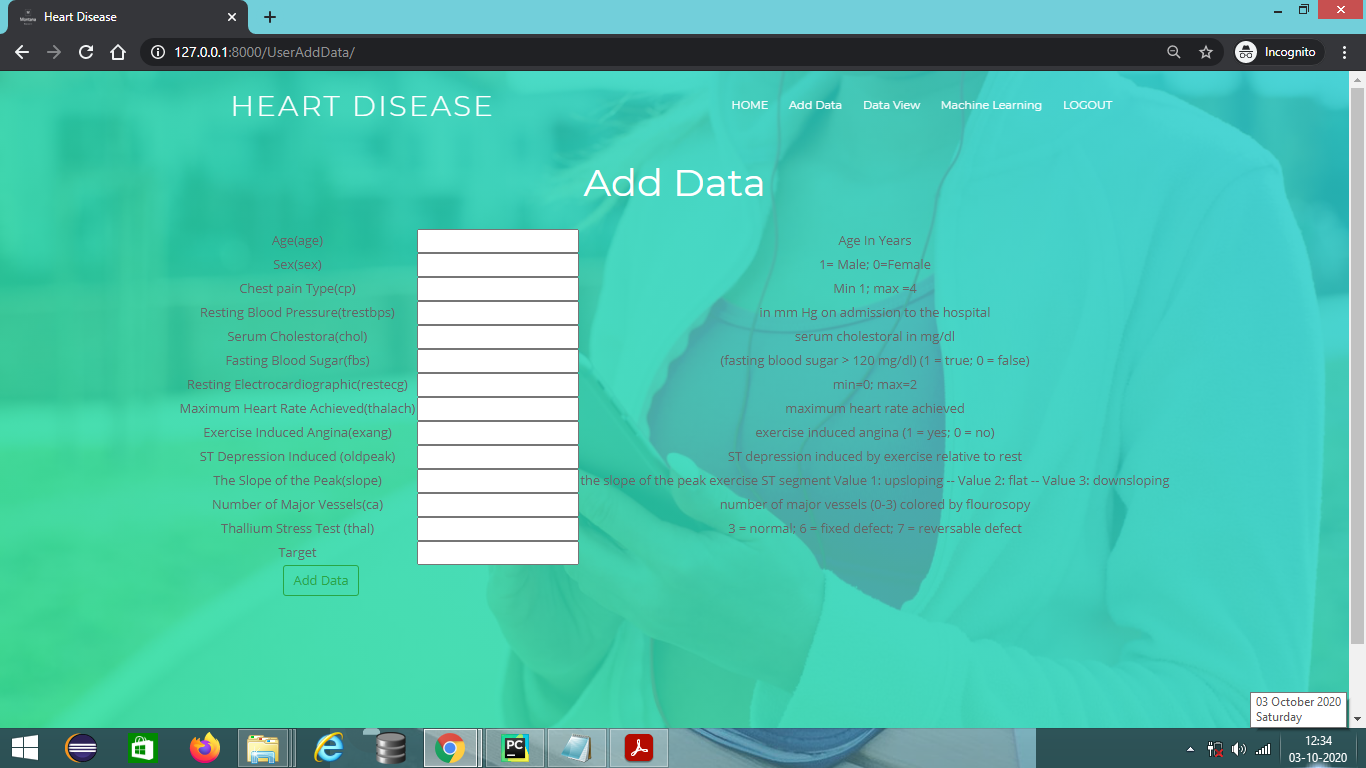 Heart Disease
127.0.0.1:8000/UserAddData/
Incognito
HEART DISEASE
HOME Add Data Data View Machine Learning LOGOUT
Add Data
Age(age) Age In Years
Sex(sex) 1= Male; 0=Female
Chest pain Type(cp) Min 1; max =4
Resting Blood Pressure(trestbps) in mm Hg on admission to the hospital
Serum Cholestora(chol) serum cholestoral in mg/dl
Fasting Blood Sugar(fbs) (fasting blood sugar > 120 mg/dl) (1 = true; 0 = false)
Resting Electrocardiographic(restecg) min=0; max=2
Maximum Heart Rate Achieved(thalach) maximum heart rate achieved
Exercise Induced Angina(exang) exercise induced angina (1 = yes; 0 = no)
ST Depression Induced (oldpeak) ST depression induced by exercise relative to rest
The Slope of the Peak(slope) the slope of the peak exercise ST segment Value 1: upsloping -- Value 2: flat -- Value 3: downsloping
Number of Major Vessels(ca) number of major vessels (0-3) colored by flourosopy
Thallium Stress Test (thal) 3 = normal; 6 = fixed defect; 7 = reversable defect
Target
Add Data
03 October 2020
Saturday
PC
12:34
03-10-2020